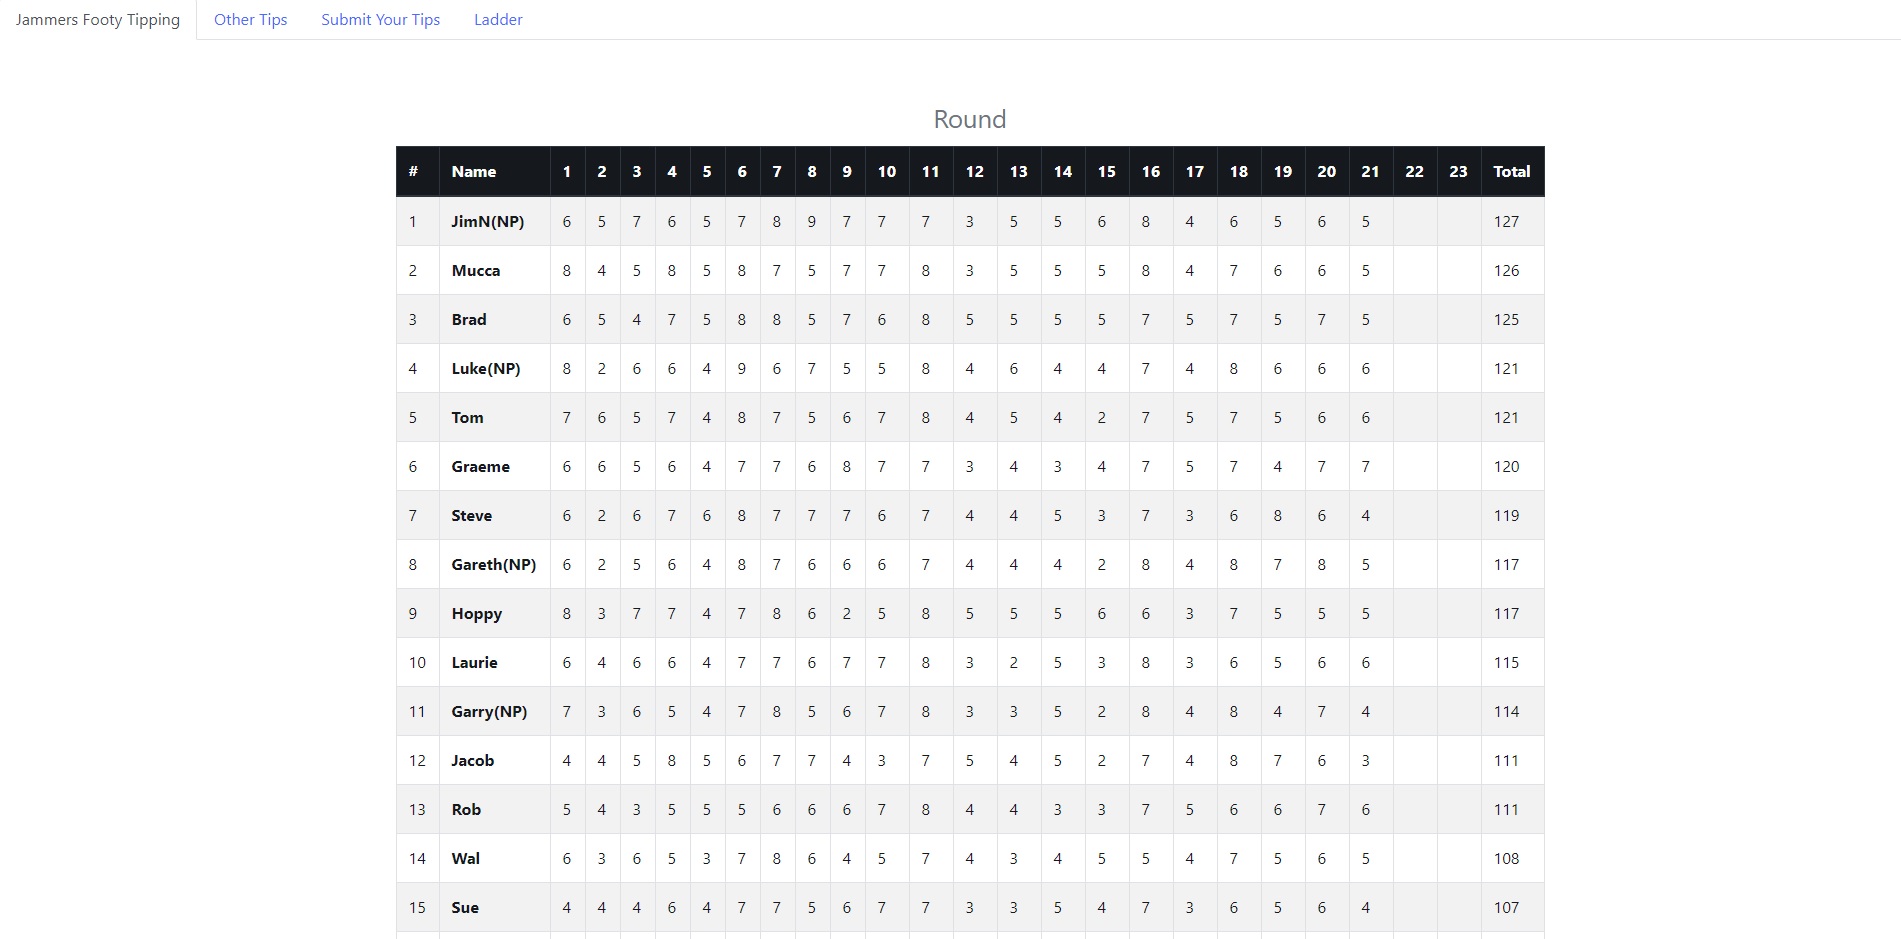 Jammers Footy Tipping Other Tips Submit Your Tips Ladder
Round
# Name 1 2 3 4 5 6 7 8 9 10 11 12 13 14 15 16 17 18 19 20 21 22 23 Total
1 JimN(NP) 6 5 7 6 5 7 8 9 7 7 7 3 5 5 6 8 4 6 5 6 5 127
2 Mucca 8 4 5 8 5 8 7 5 7 7 8 3 5 5 5 8 4 7 6 6 5 126
3 Brad 6 5 4 7 5 8 8 5 7 6 8 5 5 5 5 7 5 7 5 7 5 125
4 Luke(NP) 8 2 6 6 4 9 6 7 5 5 8 4 6 4 4 7 4 8 6 6 6 121
5 Tom 7 6 5 7 4 8 7 5 6 7 8 4 5 4 2 7 5 7 5 6 6 121
6 Graeme 6 6 5 6 4 7 7 6 8 7 7 3 4 3 4 7 5 7 4 7 7 120
7 Steve 6 2 6 7 6 8 7 7 7 6 7 4 4 5 3 7 3 6 8 6 4 119
8 Gareth(NP) 6 2 5 6 4 8 7 6 6 6 7 4 4 4 2 8 4 8 7 8 5 117
9 Hoppy 8 3 7 7 4 7 8 6 2 5 8 5 5 5 6 6 3 7 5 5 5 117
10 Laurie 6 4 6 6 4 7 7 6 7 7 8 3 2 5 3 8 3 6 5 6 6 115
11 Garry(NP) 7 3 6 5 4 7 8 5 6 7 8 3 3 5 2 8 4 8 4 7 4 114
12 Jacob 4 4 5 8 5 6 7 7 4 3 7 5 4 5 2 7 4 8 7 6 3 111
13 Rob 5 4 3 5 5 5 6 6 6 7 8 4 4 3 3 7 5 6 6 7 6 111
14 Wal 6 3 6 5 3 7 8 6 4 5 7 4 3 4 5 5 4 7 5 6 5 108
15 Sue 4 4 4 6 4 7 7 5 6 7 7 3 3 5 4 7 3 6 5 6 4 107